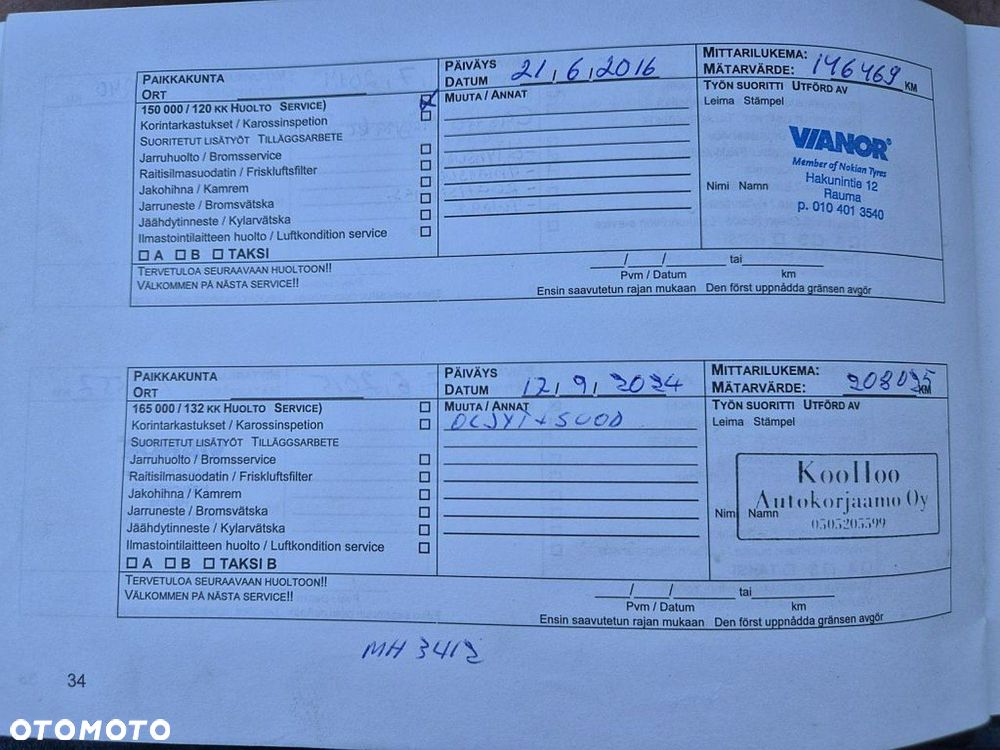 PAIKKAKUNTA
ORT
PÄIVÄYS
DATUM 21, 6, 2016
MITTARILUKEMA:
MÄTARVÄRDE: 146469 KM
150 000 / 120 KK HUOLTO SERVICE)
Korintarkastukset / Karossinspetion
SUORITETUT LISÄTYÖT TILLÄGGSARBETE
Jarruhuolto / Bromsservice
Raitisilmasuodatin / Friskluftsfilter
Jakohihna / Kamrem
Jarruneste / Bromsvätska
Jäähdytinneste / Kylarvätska
Ilmastointilaitteen huolto / Luftkondition service
A B TAKSI
MUUTA / ANNAT
TYÖN SUORITTI UTFÖRD AV
Leima Stämpel
VIANOR
Member of Nokian Tyres
Hakunintie 12
Rauma
p. 010 401 3540
Nimi Namn
TERVETULOA SEURAAVAAN HUOLTOON!!
VÄLKOMMEN PÅ NÄSTA SERVICE!!
/ / tai
Pvm / Datum km
Ensin saavutetun rajan mukaan Den först uppnådda gränsen avgör
PAIKKAKUNTA
ORT
PÄIVÄYS
DATUM 12, 9, 2024
MITTARILUKEMA:
MÄTARVÄRDE: 208025 KM
165 000 / 132 KK HUOLTO SERVICE)
Korintarkastukset / Karossinspetion
SUORITETUT LISÄTYÖT TILLÄGGSARBETE
Jarruhuolto / Bromsservice
Raitisilmasuodatin / Friskluftsfilter
Jakohihna / Kamrem
Jarruneste / Bromsvätska
Jäähdytinneste / Kylarvätska
Ilmastointilaitteen huolto / Luftkondition service
A B TAKSI B
MUUTA / ANNAT
ÖLJYT + SUOD
TYÖN SUORITTI UTFÖRD AV
Leima Stämpel
KooHoo
Autokorjaamo Oy
0505205599
Nimi Namn
TERVETULOA SEURAAVAAN HUOLTOON!!
VÄLKOMMEN PÅ NÄSTA SERVICE!!
/ / tai
Pvm / Datum km
Ensin saavutetun rajan mukaan Den först uppnådda gränsen avgör
MH 3412
34
OTOMOTO